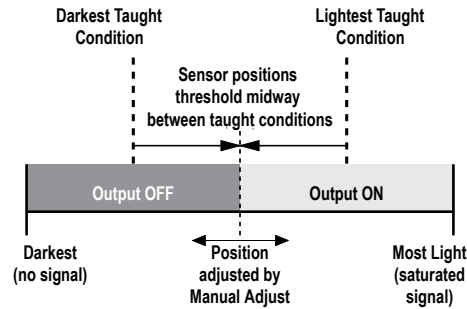 Darkest Taught
Condition
Lightest Taught
Condition
Sensor positions
threshold midway
between taught conditions
Output OFF
Output ON
Darkest
(no signal)
Position
adjusted by
Manual Adjust
Most Light
(saturated
signal)